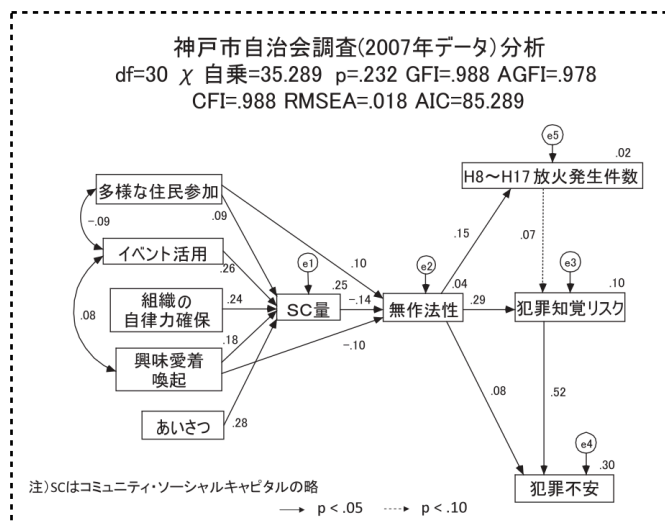 神戸市自治会調査(2007年データ)分析
df=30 χ 自乗=35.289 p=.232 GFI=.988 AGFI=.978
CFI=.988 RMSEA=.018 AIC=85.289
e5
.02
多様な住民参加
H8～H17 放火発生件数
-.09
.09
.15
.07
イベント活用
.26
.10
e1
e2
e3
組織の
自律力確保
.24
.25
SC量
-.14
.04
無作法性
.29
.10
犯罪知覚リスク
.08
.18
興味愛着
喚起
-.10
.08
.52
あいさつ
.28
e4
.30
犯罪不安
注)SCはコミュニティ・ソーシャルキャピタルの略
p < .05
p < .10